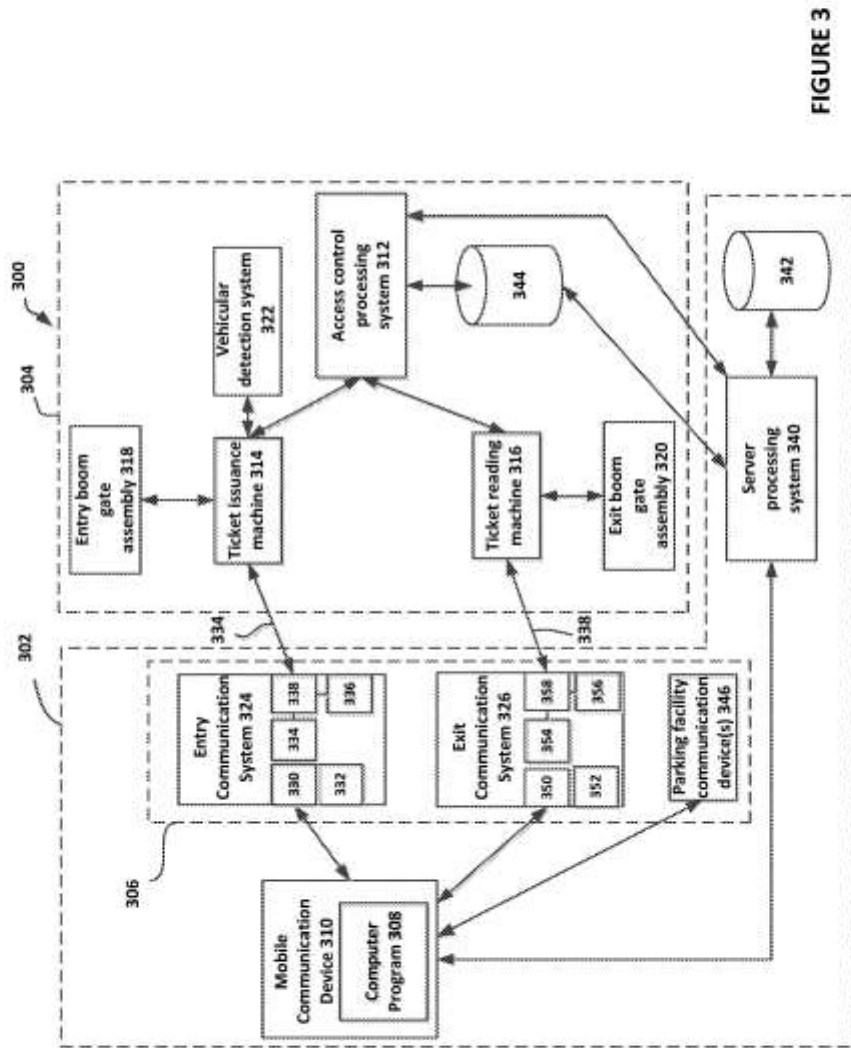 300
304
302
306
Entry boom
gate
assembly 318
Vehicular
detection system
322
Ticket issuance
machine 314
Access control
processing
system 312
344
Ticket reading
machine 316
Exit boom
gate
assembly 320
334
338
Entry
Communication
System 324
330
332
334
338
336
Exit
Communication
System 326
350
352
354
358
356
Parking facility
communication
device(s) 346
Mobile
Communication
Device 310
Computer
Program 308
Server
processing
system 340
342
FIGURE 3